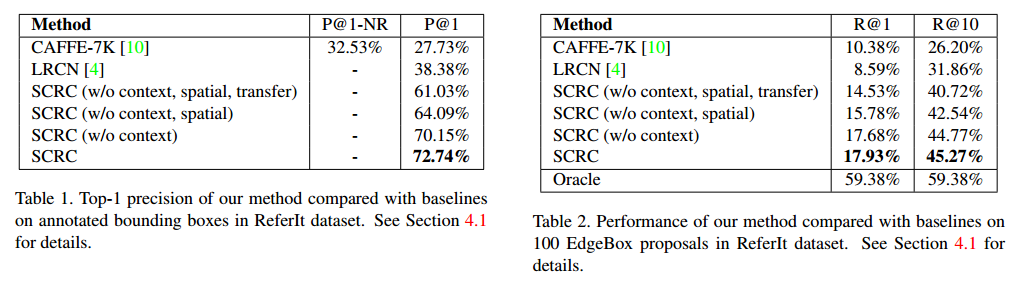 Method P@1-NR P@1
CAFFE-7K [10] 32.53% 27.73%
LRCN [4] - 38.38%
SCRC (w/o context, spatial, transfer) - 61.03%
SCRC (w/o context, spatial) - 64.09%
SCRC (w/o context) - 70.15%
SCRC - 72.74%
Table 1. Top-1 precision of our method compared with baselines
on annotated bounding boxes in ReferIt dataset. See Section 4.1
for details.
Method R@1 R@10
CAFFE-7K [10] 10.38% 26.20%
LRCN [4] 8.59% 31.86%
SCRC (w/o context, spatial, transfer) 14.53% 40.72%
SCRC (w/o context, spatial) 15.78% 42.54%
SCRC (w/o context) 17.68% 44.77%
SCRC 17.93% 45.27%
Oracle 59.38% 59.38%
Table 2. Performance of our method compared with baselines on
100 EdgeBox proposals in ReferIt dataset. See Section 4.1 for
details.